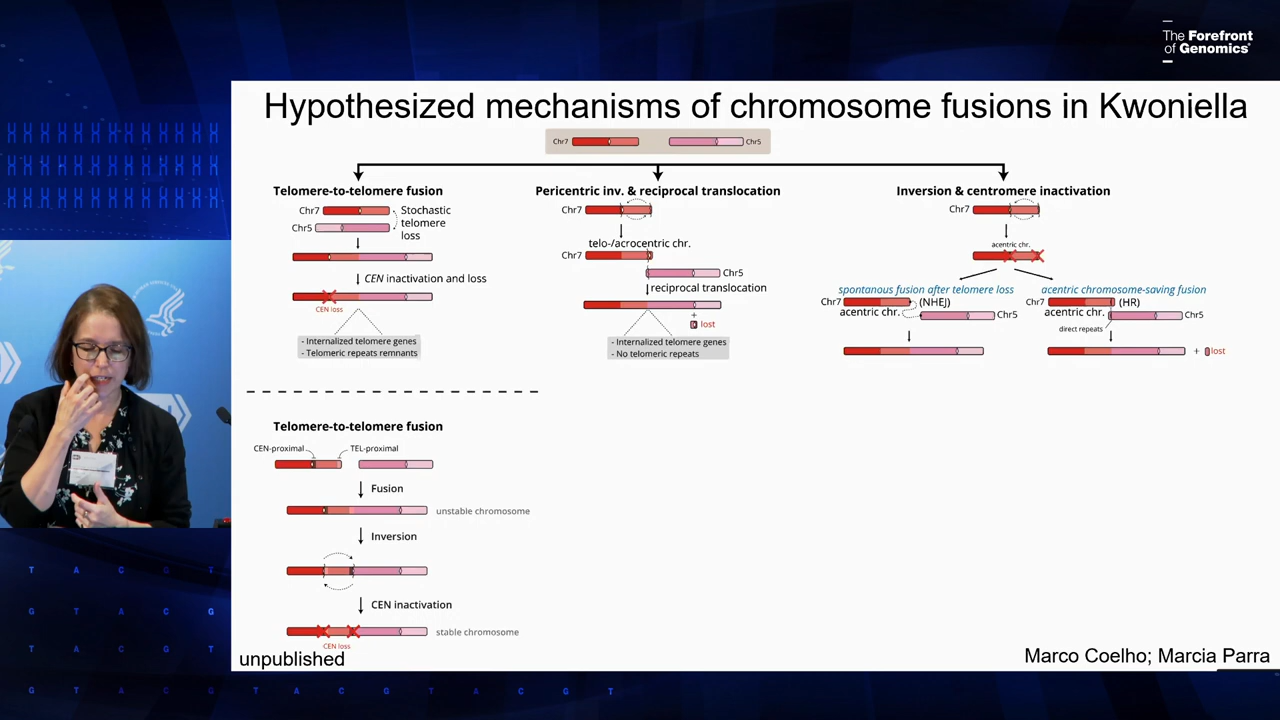 The Forefront
of Genomics®
Hypothesized mechanisms of chromosome fusions in Kwoniella
Chr7
Chr5
Telomere-to-telomere fusion
Chr7
Chr5
Stochastic
telomere
loss
CEN inactivation and loss
CEN loss
- Internalized telomere genes
- Telomeric repeats remnants
Pericentric inv. & reciprocal translocation
Chr7
telo-/acrocentric chr.
Chr7
Chr5
reciprocal translocation
+
lost
- Internalized telomere genes
- No telomeric repeats
Inversion & centromere inactivation
Chr7
acentric chr.
spontanous fusion after telomere loss
Chr7
(NHEJ)
acentric chr.
Chr5
acentric chromosome-saving fusion
Chr7
(HR)
acentric chr.
Chr5
direct repeats
+ lost
Telomere-to-telomere fusion
CEN-proximal
TEL-proximal
Fusion
unstable chromosome
Inversion
CEN inactivation
stable chromosome
CEN loss
unpublished
Marco Coelho; Marcia Parra
T A C G T
G T A C G
T A C G T
G T A C G T A C G T A C G T